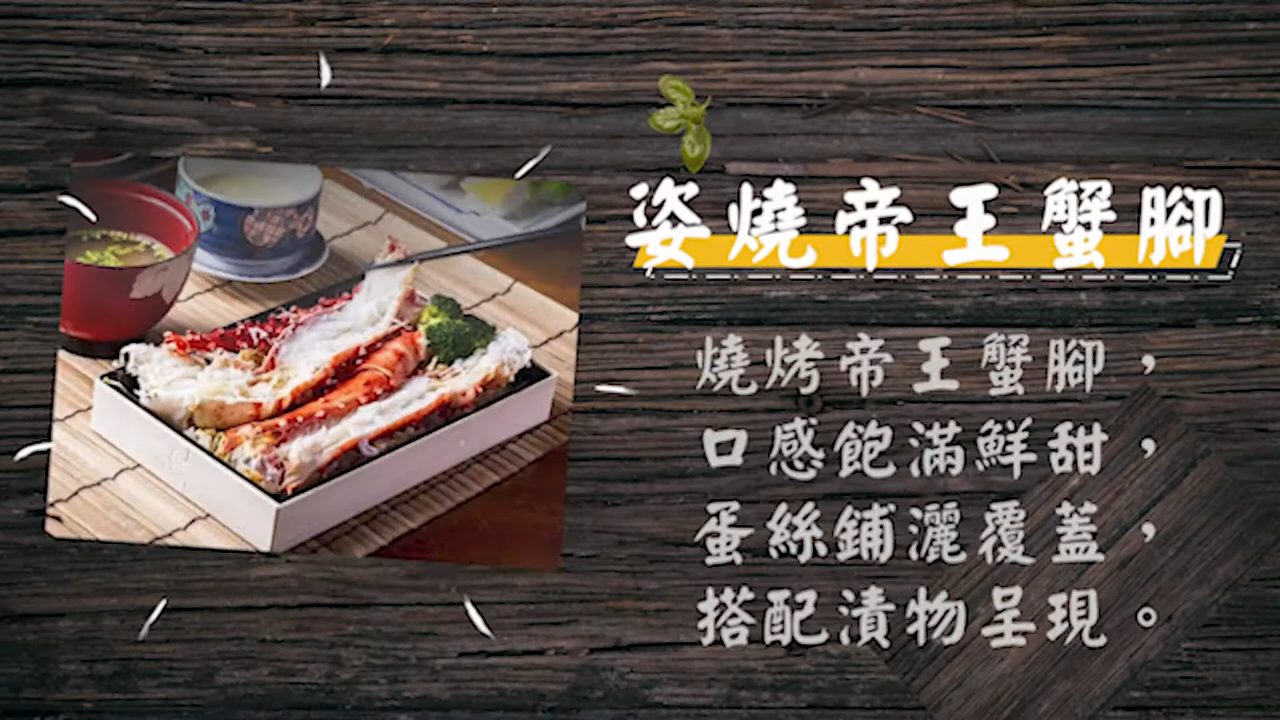 姿燒帝王蟹腳
燒烤帝王蟹腳，
口感飽滿鮮甜，
蛋絲鋪灑覆蓋，
搭配漬物呈現。